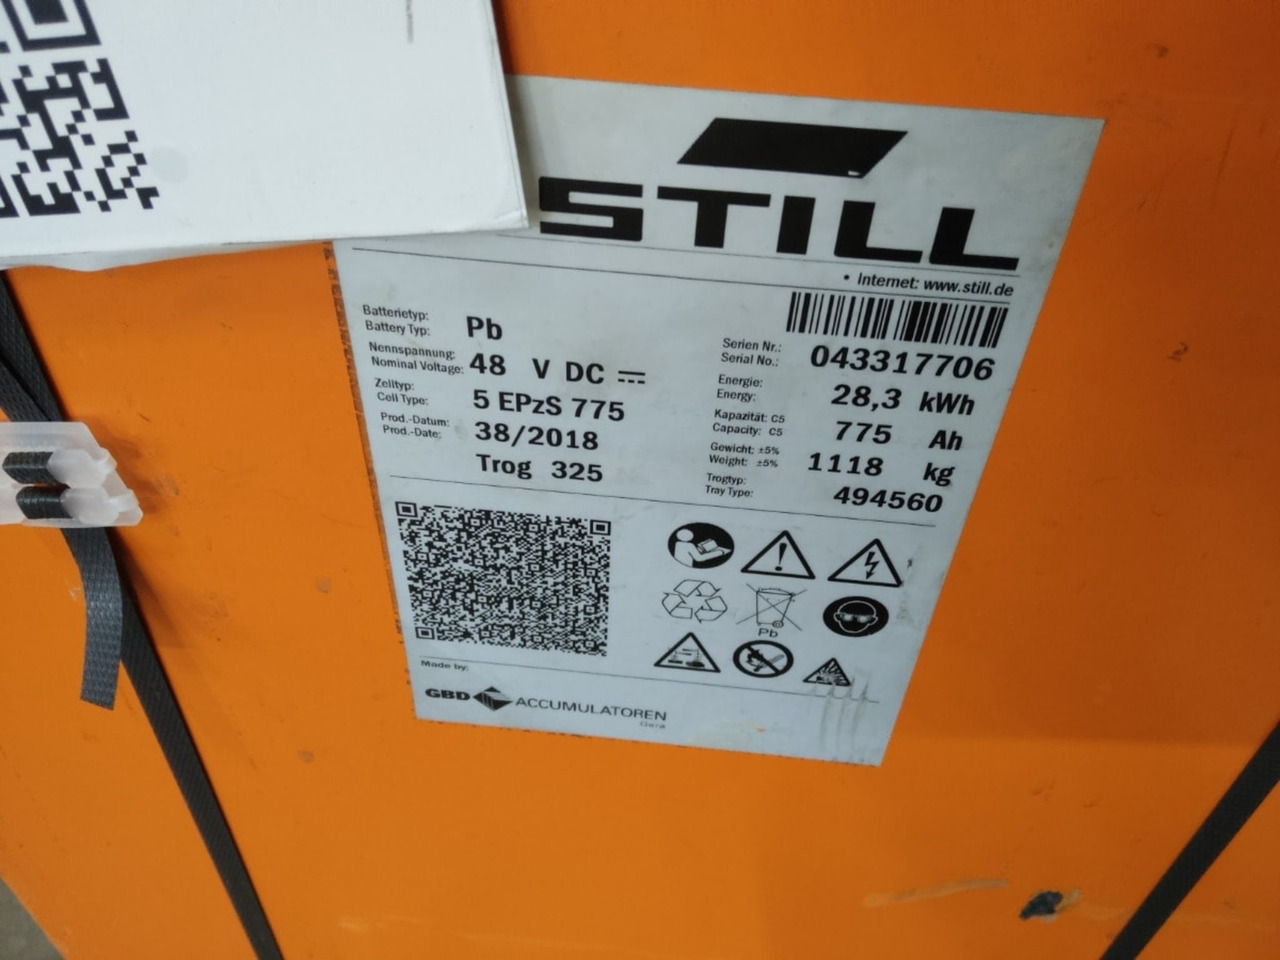 STILL
• Internet: www.still.de
Batterietyp:
Battery Typ: Pb
Nennspannung:
Nominal Voltage: 48 V DC
Zelltyp:
Cell Type: 5 EPzS 775
Prod.-Datum:
Prod.-Date: 38/2018
Trog 325
Serien Nr.:
Serial No.: 043317706
Energie:
Energy: 28,3 kWh
Kapazität: C5
Capacity: C5 775 Ah
Gewicht: ±5%
Weight: ±5% 1118 kg
Trogtyp:
Tray Type: 494560
Pb
Made by:
GBD ACCUMULATOREN
Gera